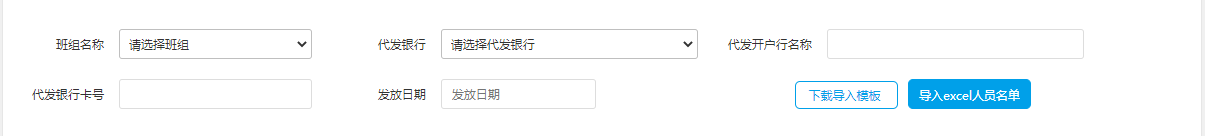 班组名称 请选择班组 代发银行 请选择代发银行 代发开户行名称
代发银行卡号 发放日期 发放日期 下载导入模板 导入excel人员名单